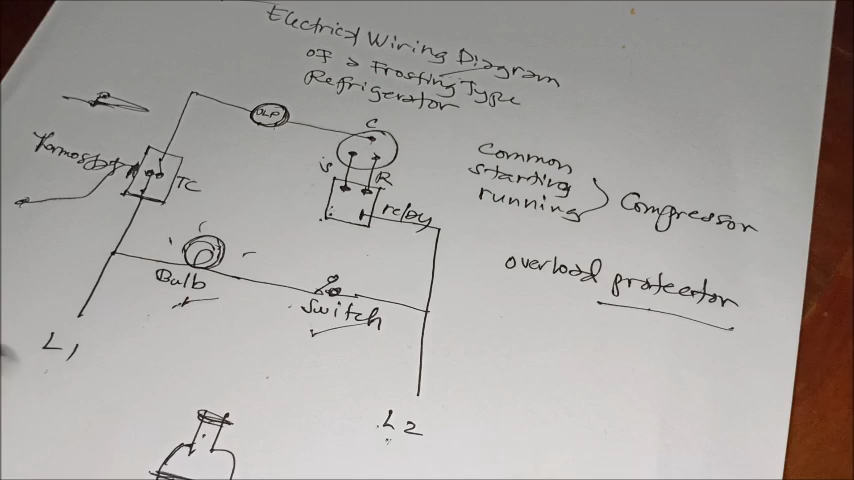 Electrical Wiring Diagram
of a Frosting Type
Refrigerator
OLP
C
S
R
relay
TC
Bulb
Switch
L1
L2
Common
starting
running
Compressor
overload protector